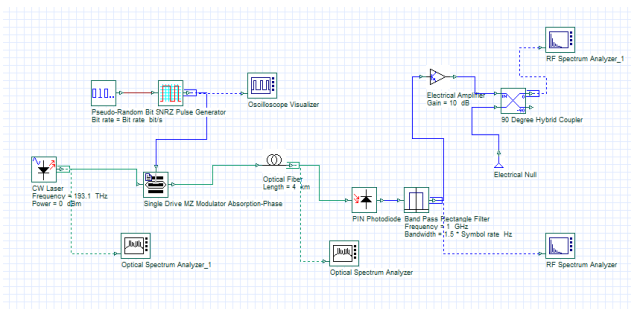 RF Spectrum Analyzer_1
Electrical Amplifier
Gain = 10 dB
90 Degree Hybrid Coupler
Electrical Null
010..
Oscilloscope Visualizer
Pseudo-Random Bit SNRZ Pulse Generator
Bit rate = Bit rate bit/s
CW Laser
Frequency = 193.1 THz
Power = 0 dBm
Single Drive MZ Modulator Absorption-Phase
Optical Fiber
Length = 4 km
PIN Photodiode
Band Pass Rectangle Filter
Frequency = 1 GHz
Bandwidth = 1.5 * Symbol rate Hz
Optical Spectrum Analyzer_1
Optical Spectrum Analyzer
RF Spectrum Analyzer